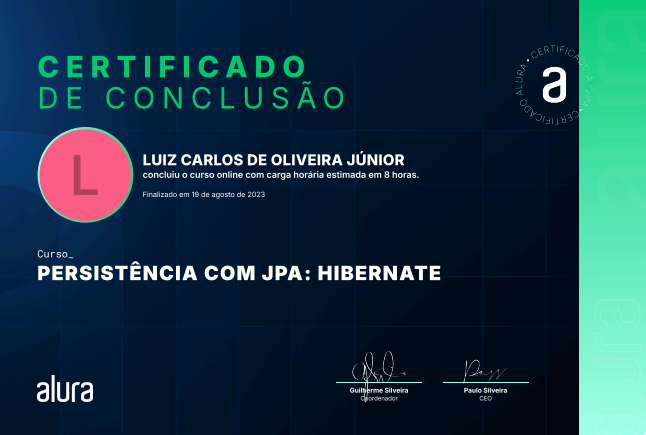 CERTIFICADO
DE CONCLUSÃO
ALURA • CERTIFICADO ALURA • CERTIFICADO
a
L
LUIZ CARLOS DE OLIVEIRA JÚNIOR
concluiu o curso online com carga horária estimada em 8 horas.
Finalizado em 19 de agosto de 2023
Curso_
PERSISTÊNCIA COM JPA: HIBERNATE
alura
Guilherme Silveira
Coordenador
Paulo Silveira
CEO